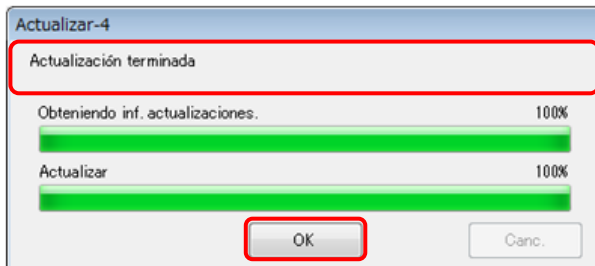 Actualizar-4
Actualización terminada
Obteniendo inf. actualizaciones. 100%
Actualizar 100%
OK Canc.